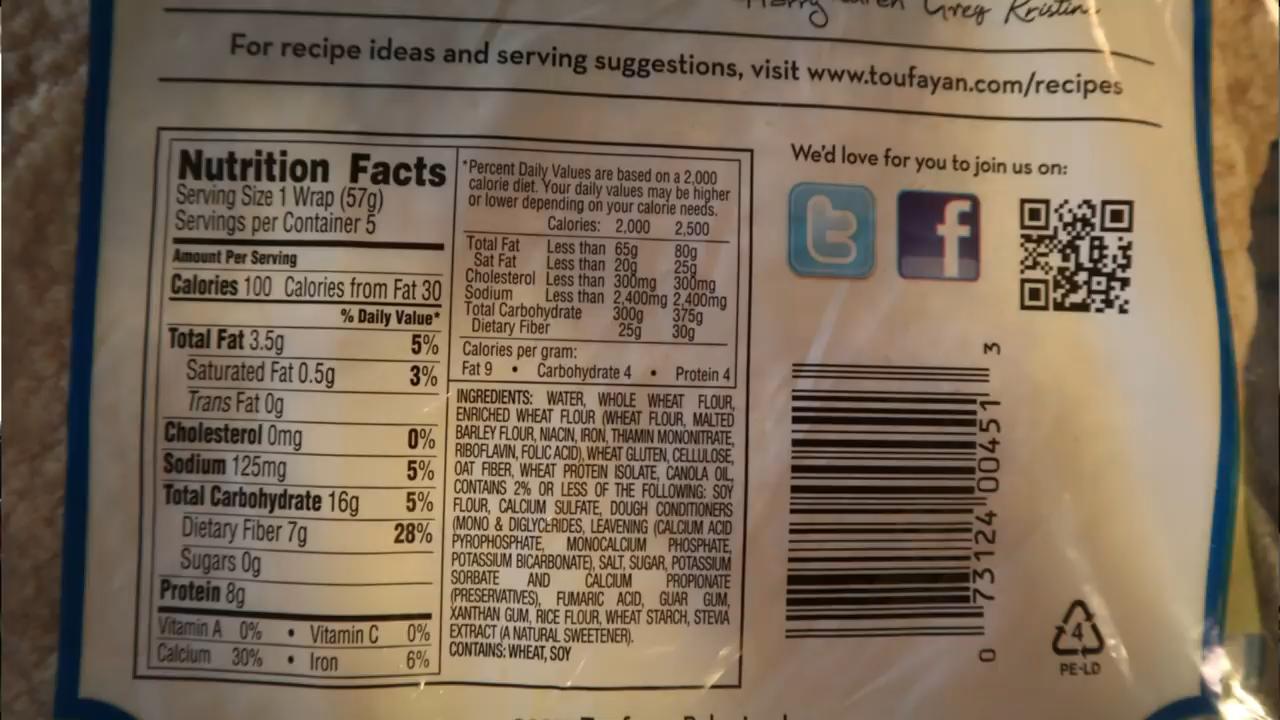 Greg Kristin
For recipe ideas and serving suggestions, visit www.toufayan.com/recipes
Nutrition Facts
Serving Size 1 Wrap (57g)
Servings per Container 5
Amount Per Serving
Calories 100 Calories from Fat 30
% Daily Value*
Total Fat 3.5g 5%
Saturated Fat 0.5g 3%
Trans Fat 0g
Cholesterol 0mg 0%
Sodium 125mg 5%
Total Carbohydrate 16g 5%
Dietary Fiber 7g 28%
Sugars 0g
Protein 8g
Vitamin A 0% • Vitamin C 0%
Calcium 30% • Iron 6%
*Percent Daily Values are based on a 2,000
calorie diet. Your daily values may be higher
or lower depending on your calorie needs.
Calories: 2,000 2,500
Total Fat Less than 65g 80g
Sat Fat Less than 20g 25g
Cholesterol Less than 300mg 300mg
Sodium Less than 2,400mg 2,400mg
Total Carbohydrate 300g 375g
Dietary Fiber 25g 30g
Calories per gram:
Fat 9 • Carbohydrate 4 • Protein 4
INGREDIENTS: WATER, WHOLE WHEAT FLOUR,
ENRICHED WHEAT FLOUR (WHEAT FLOUR, MALTED
BARLEY FLOUR, NIACIN, IRON, THIAMIN MONONITRATE,
RIBOFLAVIN, FOLIC ACID), WHEAT GLUTEN, CELLULOSE,
OAT FIBER, WHEAT PROTEIN ISOLATE, CANOLA OIL,
CONTAINS 2% OR LESS OF THE FOLLOWING: SOY
FLOUR, CALCIUM SULFATE, DOUGH CONDITIONERS
(MONO & DIGLYCERIDES, LEAVENING (CALCIUM ACID
PYROPHOSPHATE, MONOCALCIUM PHOSPHATE,
POTASSIUM BICARBONATE), SALT, SUGAR, POTASSIUM
SORBATE AND CALCIUM PROPIONATE
(PRESERVATIVES), FUMARIC ACID, GUAR GUM,
XANTHAN GUM, RICE FLOUR, WHEAT STARCH, STEVIA
EXTRACT (A NATURAL SWEETENER).
CONTAINS: WHEAT, SOY
We'd love for you to join us on:
t f
0 73124 00451 3
4
PE-LD